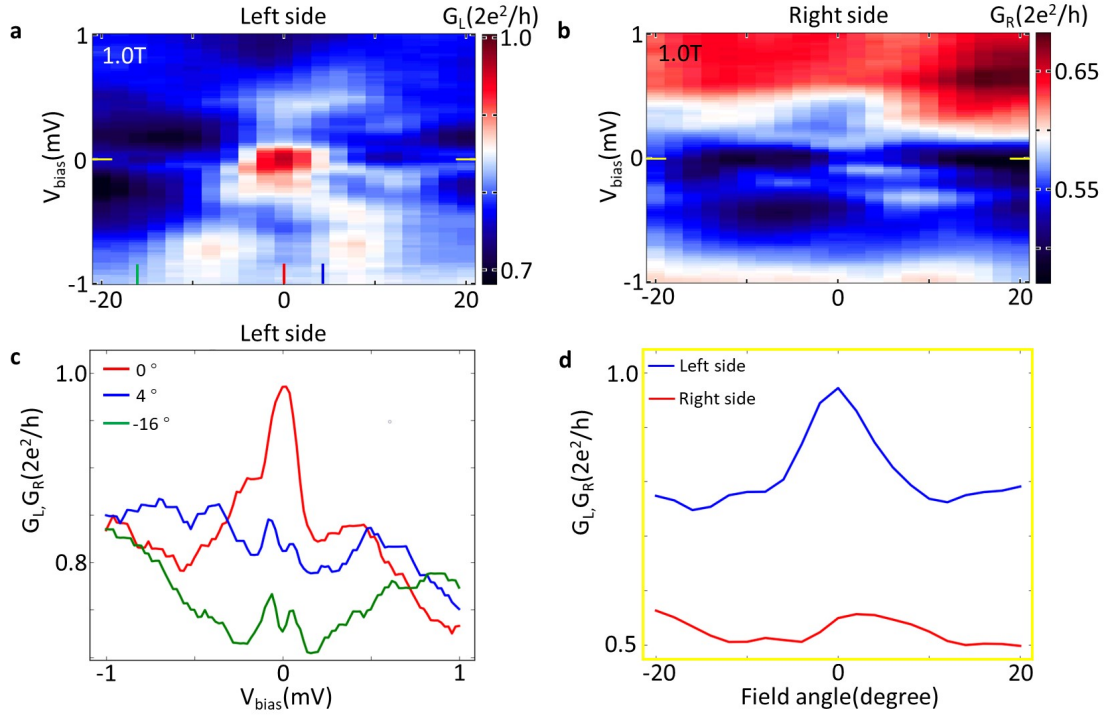 Left side
G_L(2e²/h)
a
1.0T
1
0
-1
V_bias(mV)
-20
0
20
1.0
0.7
Right side
G_R(2e²/h)
b
1.0T
1
0
-1
V_bias(mV)
-20
0
20
0.65
0.55
Left side
c
0 °
4 °
-16 °
1.0
0.8
G_L,G_R(2e²/h)
-1
0
1
V_bias(mV)
d
Left side
Right side
1.0
0.5
G_L,G_R(2e²/h)
-20
0
20
Field angle(degree)